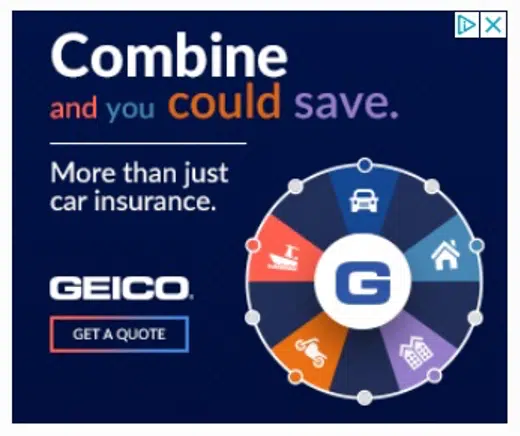 Combine
and you could save.
More than just
car insurance.
GEICO.
GET A QUOTE
G